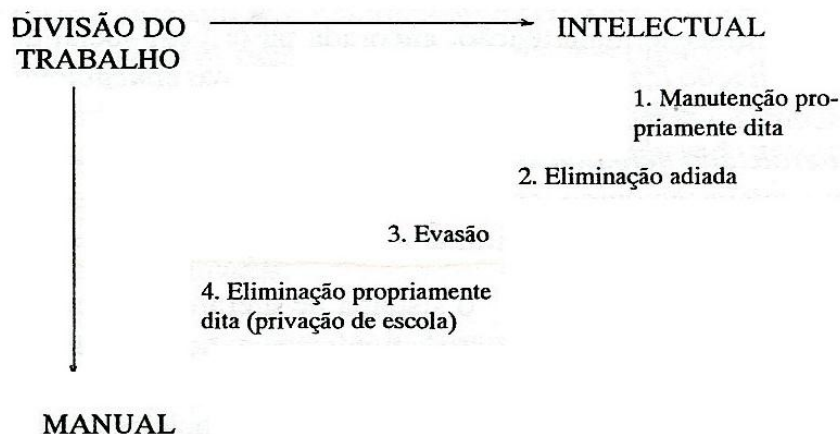 DIVISÃO DO TRABALHO
INTELECTUAL
1. Manutenção pro-
priamente dita
2. Eliminação adiada
3. Evasão
4. Eliminação propriamente
dita (privação de escola)
MANUAL